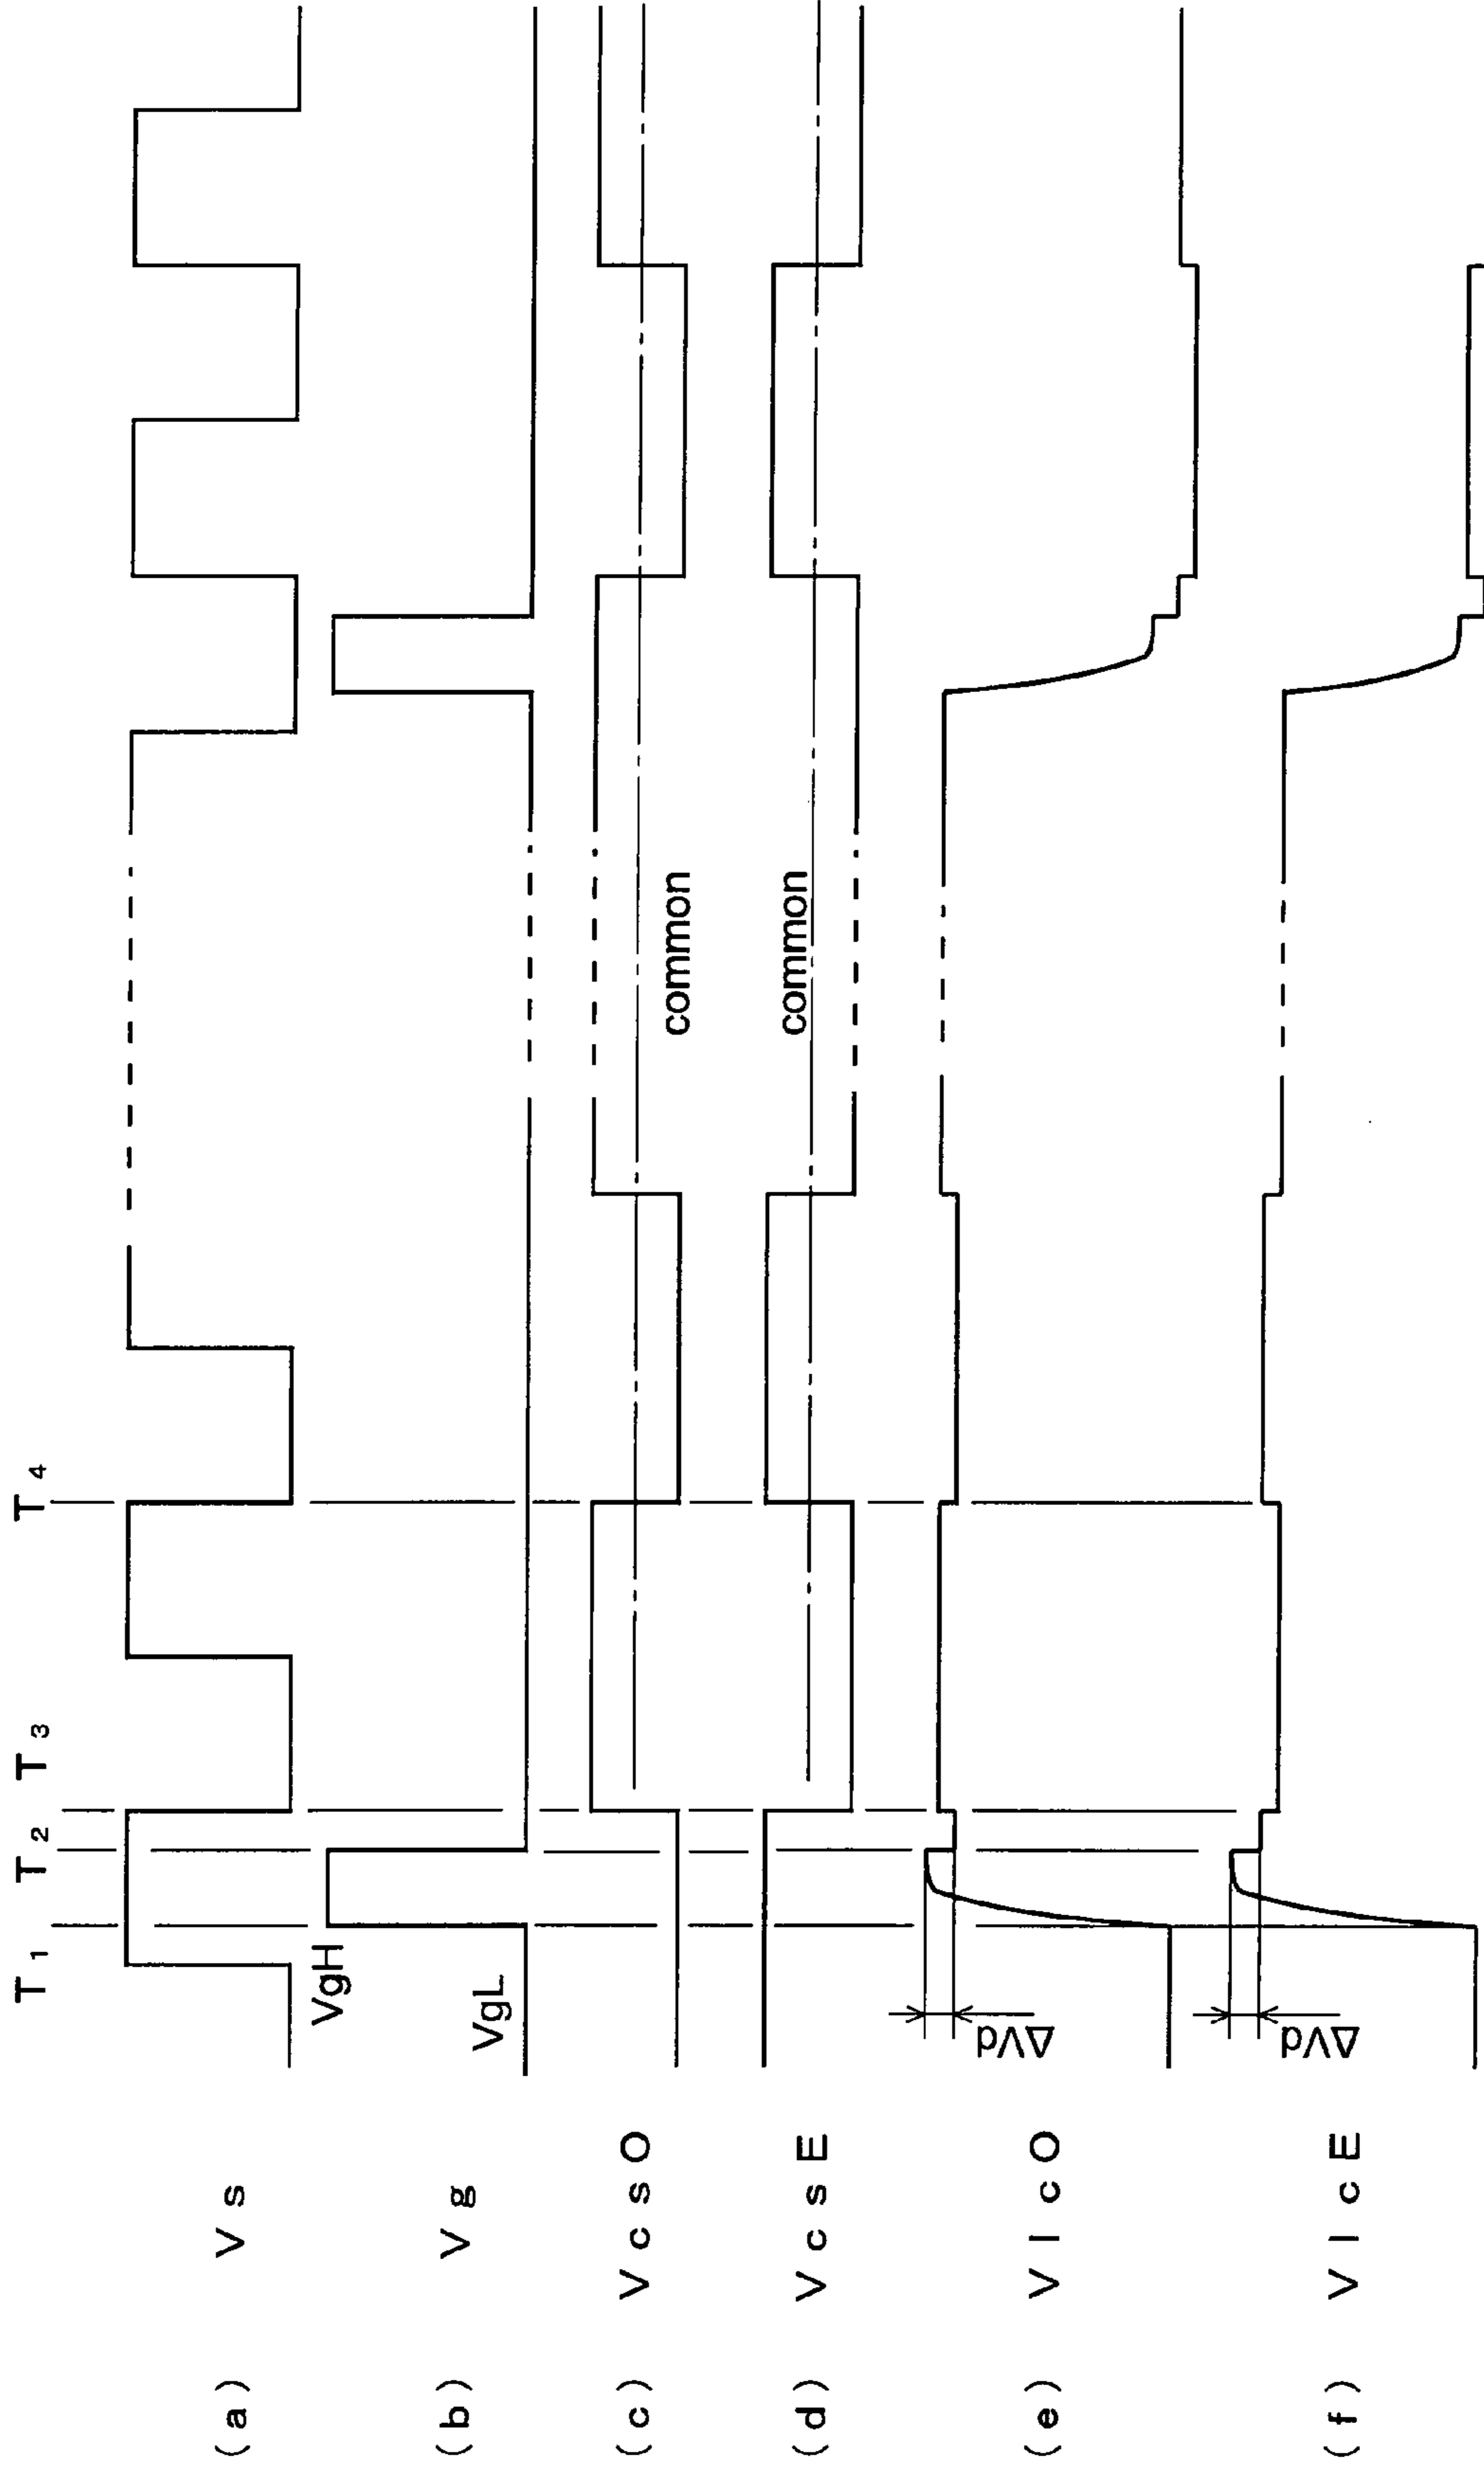 T1 T2 T3 T4
(a) Vs
VgH
VgL
(b) Vg
(c) VcsO
common
(d) VcsE
common
(e) VlcO
ΔVd
(f) VlcE
ΔVd